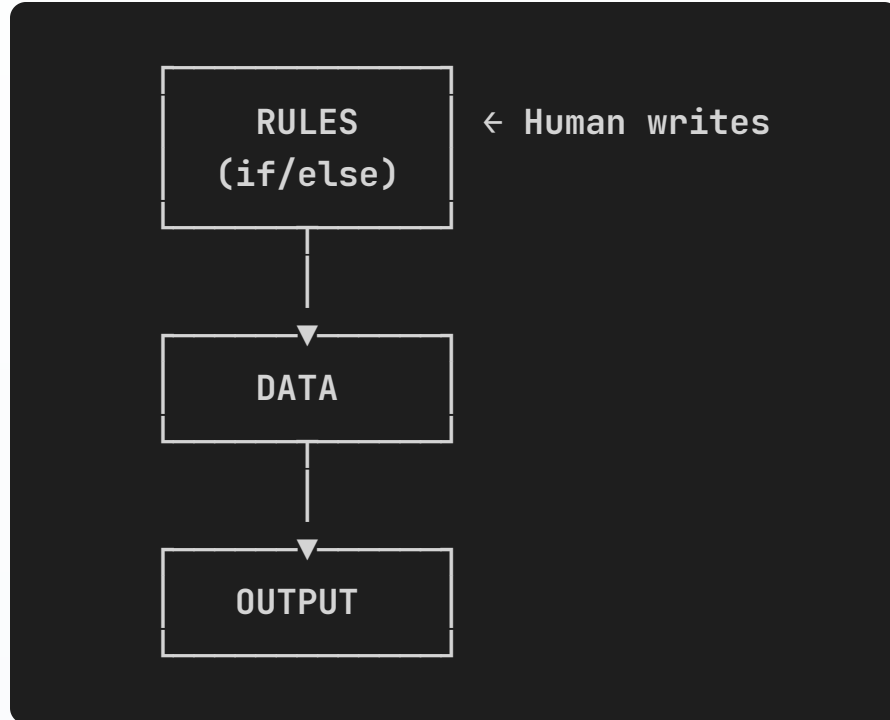 RULES ← Human writes
(if/else)
DATA
OUTPUT